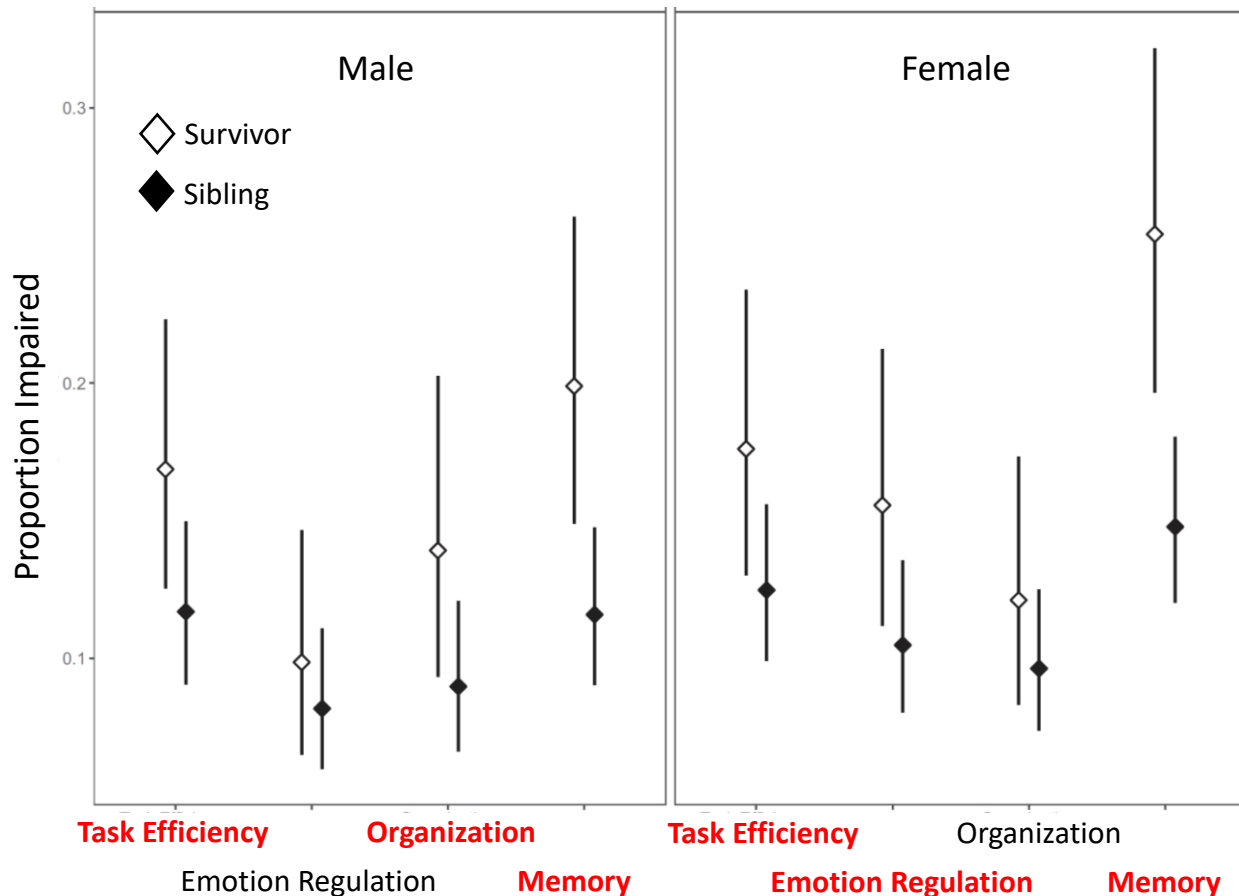 Male
Female
0.3
Survivor
Sibling
0.2
Proportion Impaired
0.1
Task Efficiency
Organization
Task Efficiency
Organization
Emotion Regulation
Memory
Emotion Regulation
Memory